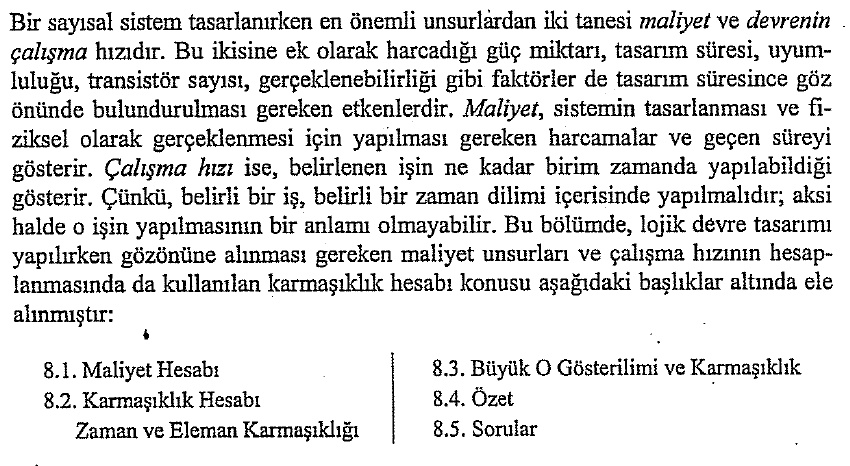 Bir sayısal sistem tasarlanırken en önemli unsurlardan iki tanesi maliyet ve devrenin
çalışma hızıdır. Bu ikisine ek olarak harcadığı güç miktarı, tasarım süresi, uyum-
luluğu, transistör sayısı, gerçeklenebilirliği gibi faktörler de tasarım süresince göz
önünde bulundurulması gereken etkenlerdir. Maliyet, sistemin tasarlanması ve fi-
ziksel olarak gerçeklenmesi için yapılması gereken harcamalar ve geçen süreyi
gösterir. Çalışma hızı ise, belirlenen işin ne kadar birim zamanda yapılabildiği
gösterir. Çünkü, belirli bir iş, belirli bir zaman dilimi içerisinde yapılmalıdır; aksi
halde o işin yapılmasının bir anlamı olmayabilir. Bu bölümde, lojik devre tasarımı
yapılırken gözönüne alınması gereken maliyet unsurları ve çalışma hızının hesap-
lanmasında da kullanılan karmaşıklık hesabı konusu aşağıdaki başlıklar altında ele
alınmıştır:
8.1. Maliyet Hesabı
8.2. Karmaşıklık Hesabı
Zaman ve Eleman Karmaşıklığı
8.3. Büyük O Gösterilimi ve Karmaşıklık
8.4. Özet
8.5. Sorular